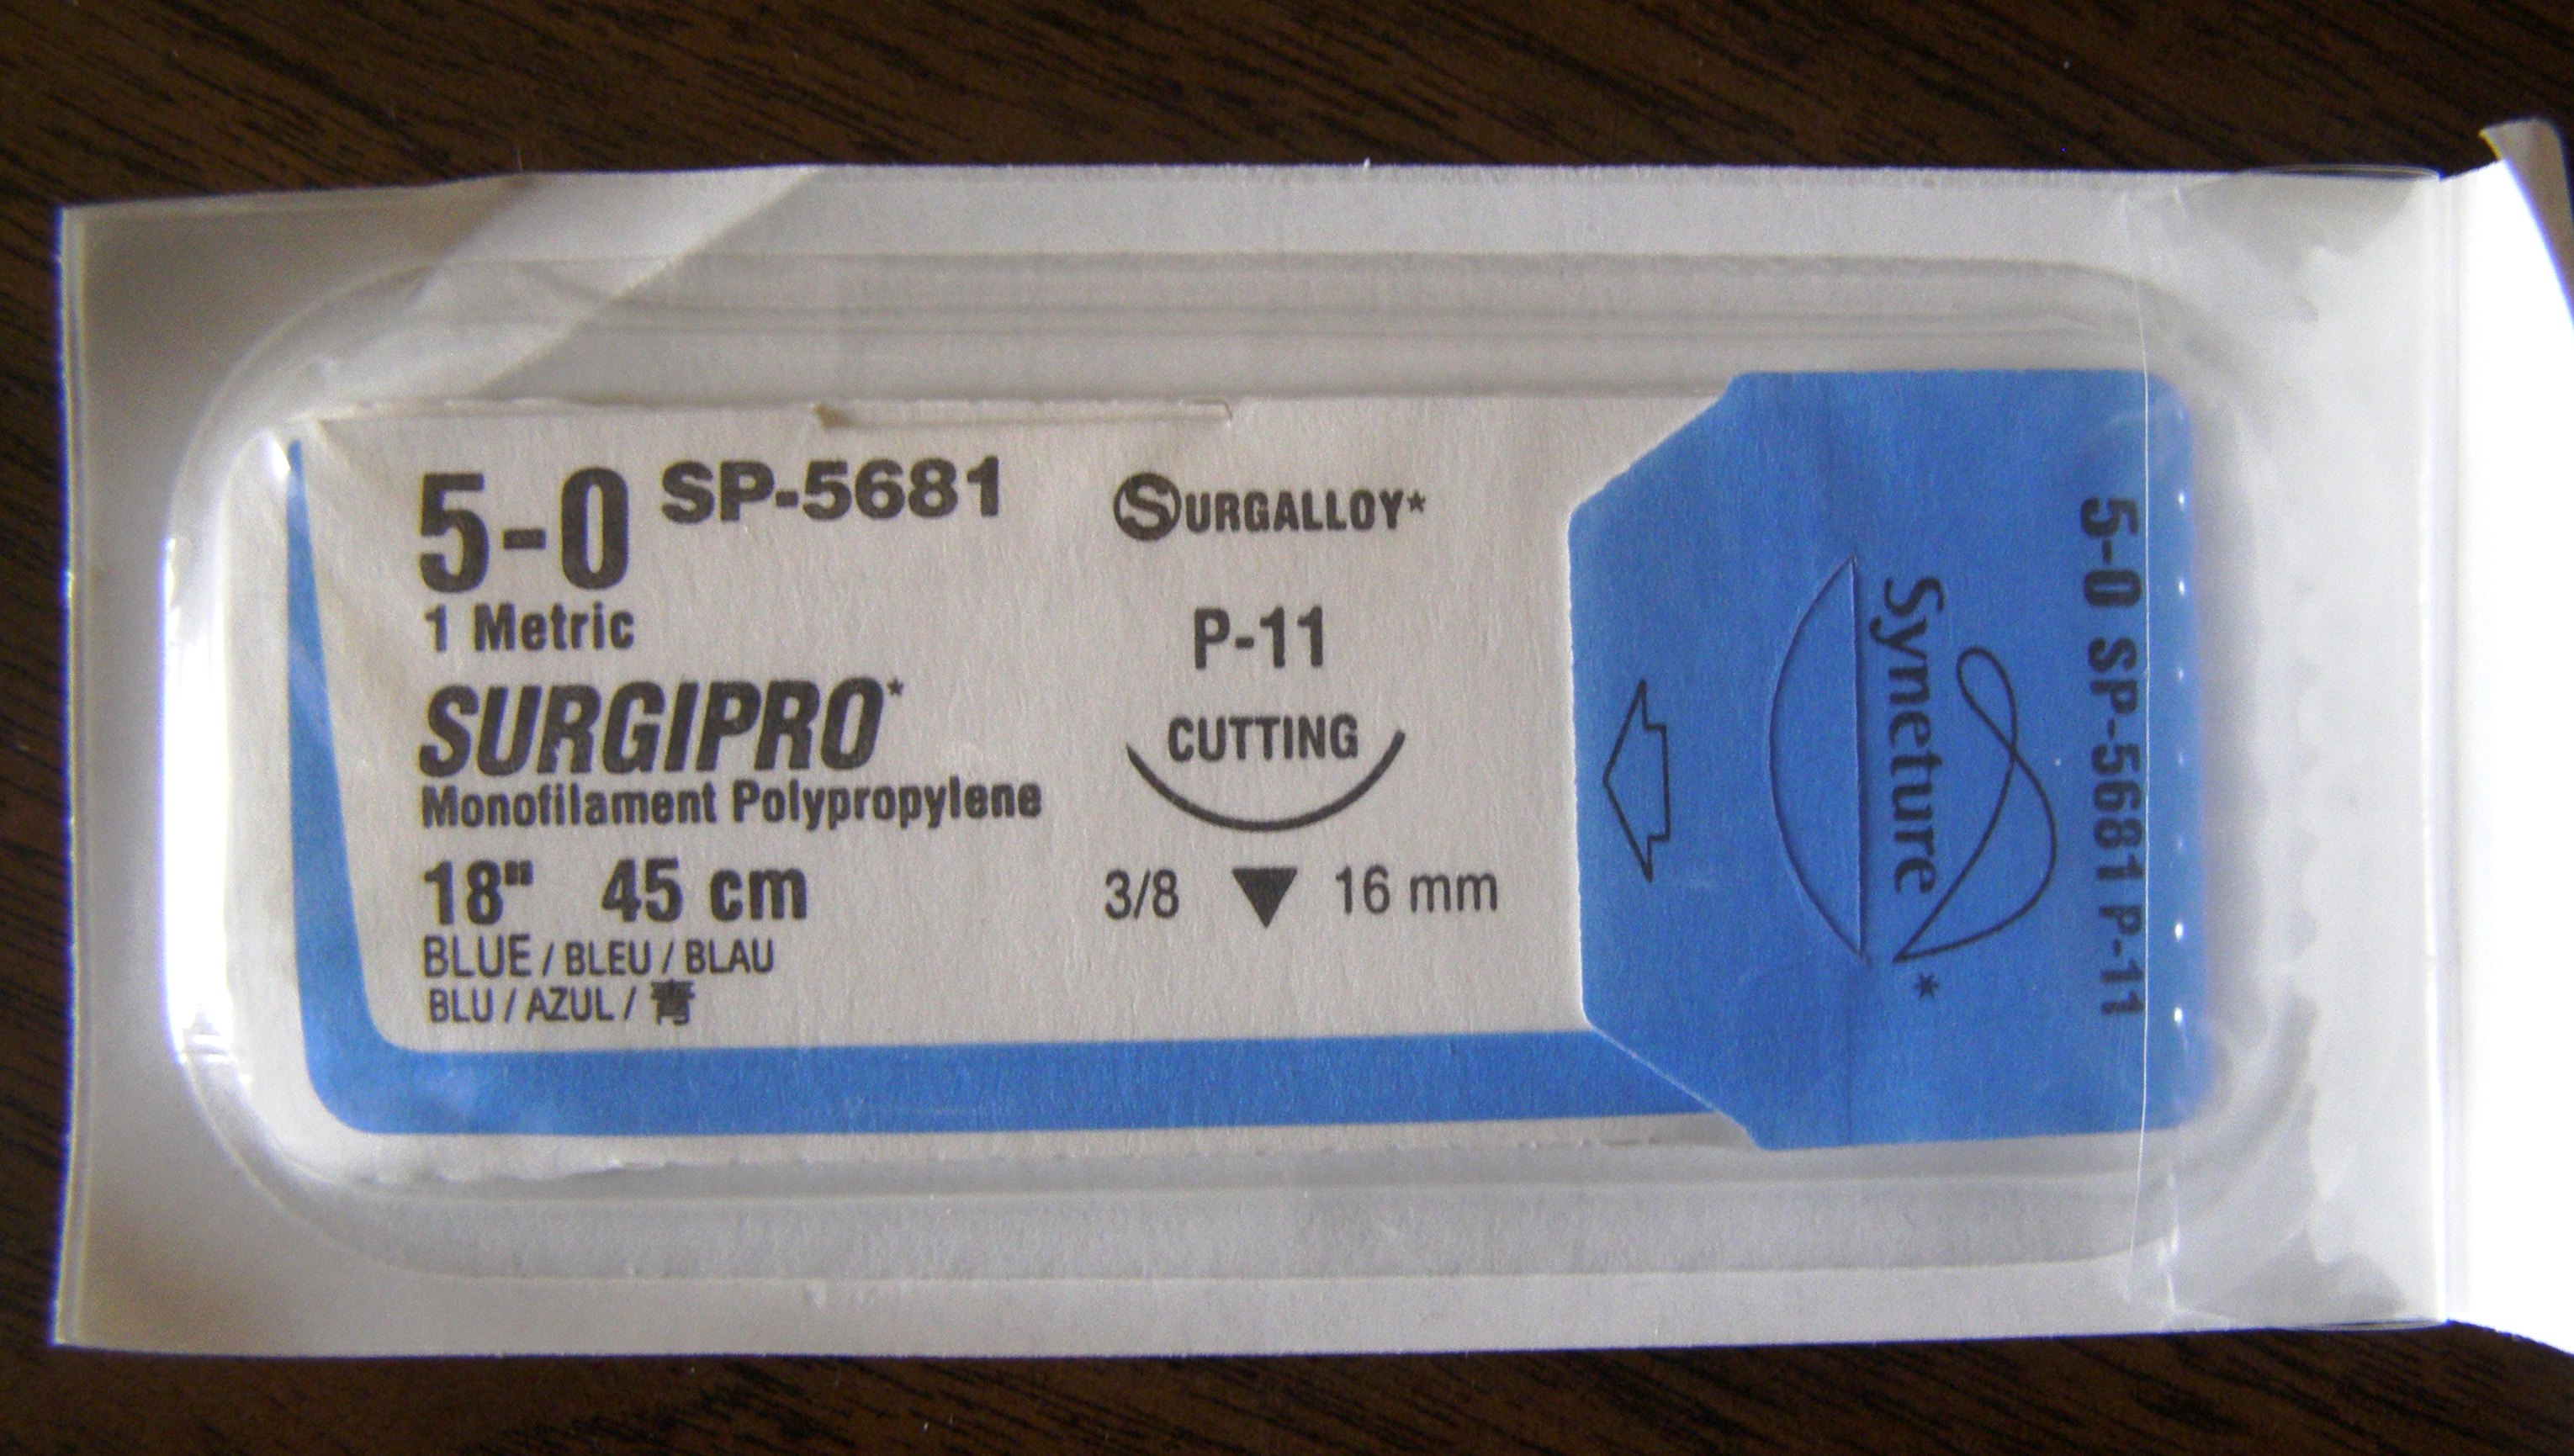 5-0 SP-5681
1 Metric
SURGIPRO*
Monofilament Polypropylene
18" 45 cm
BLUE / BLEU / BLAU
BLU / AZUL / 青
SURGALLOY*
P-11
CUTTING
3/8 ▼ 16 mm
Syneture*
5-0 SP-5681 P-11